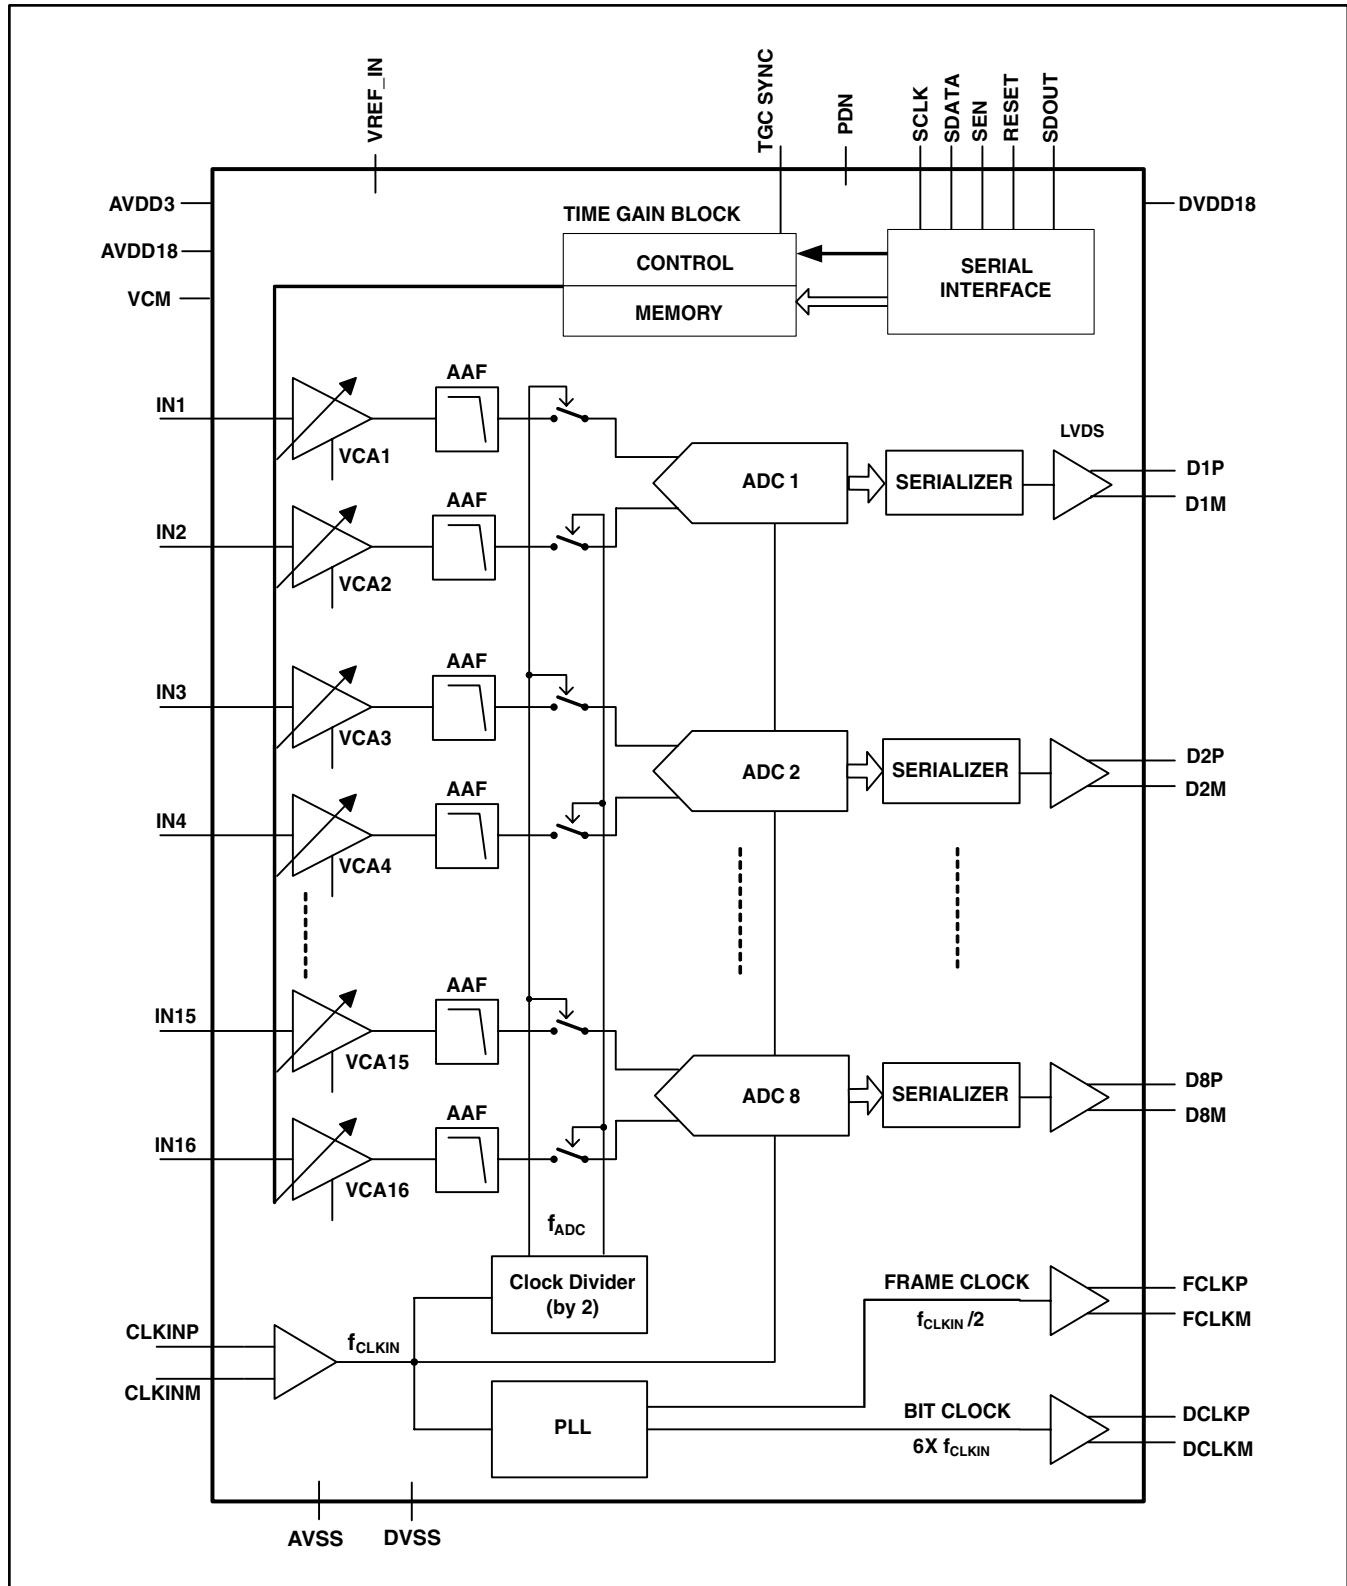 VREF_IN
TGC SYNC
PDN
SCLK
SDATA
SEN
RESET
SDOUT
AVDD3
AVDD18
VCM
DVDD18
TIME GAIN BLOCK
CONTROL
MEMORY
SERIAL
INTERFACE
IN1
VCA1
AAF
IN2
VCA2
AAF
ADC 1
SERIALIZER
LVDS
D1P
D1M
IN3
VCA3
AAF
IN4
VCA4
AAF
ADC 2
SERIALIZER
D2P
D2M
IN15
VCA15
AAF
IN16
VCA16
AAF
ADC 8
SERIALIZER
D8P
D8M
fADC
Clock Divider
(by 2)
CLKINP
CLKINM
fCLKIN
PLL
FRAME CLOCK
fCLKIN /2
FCLKP
FCLKM
BIT CLOCK
6X fCLKIN
DCLKP
DCLKM
AVSS
DVSS